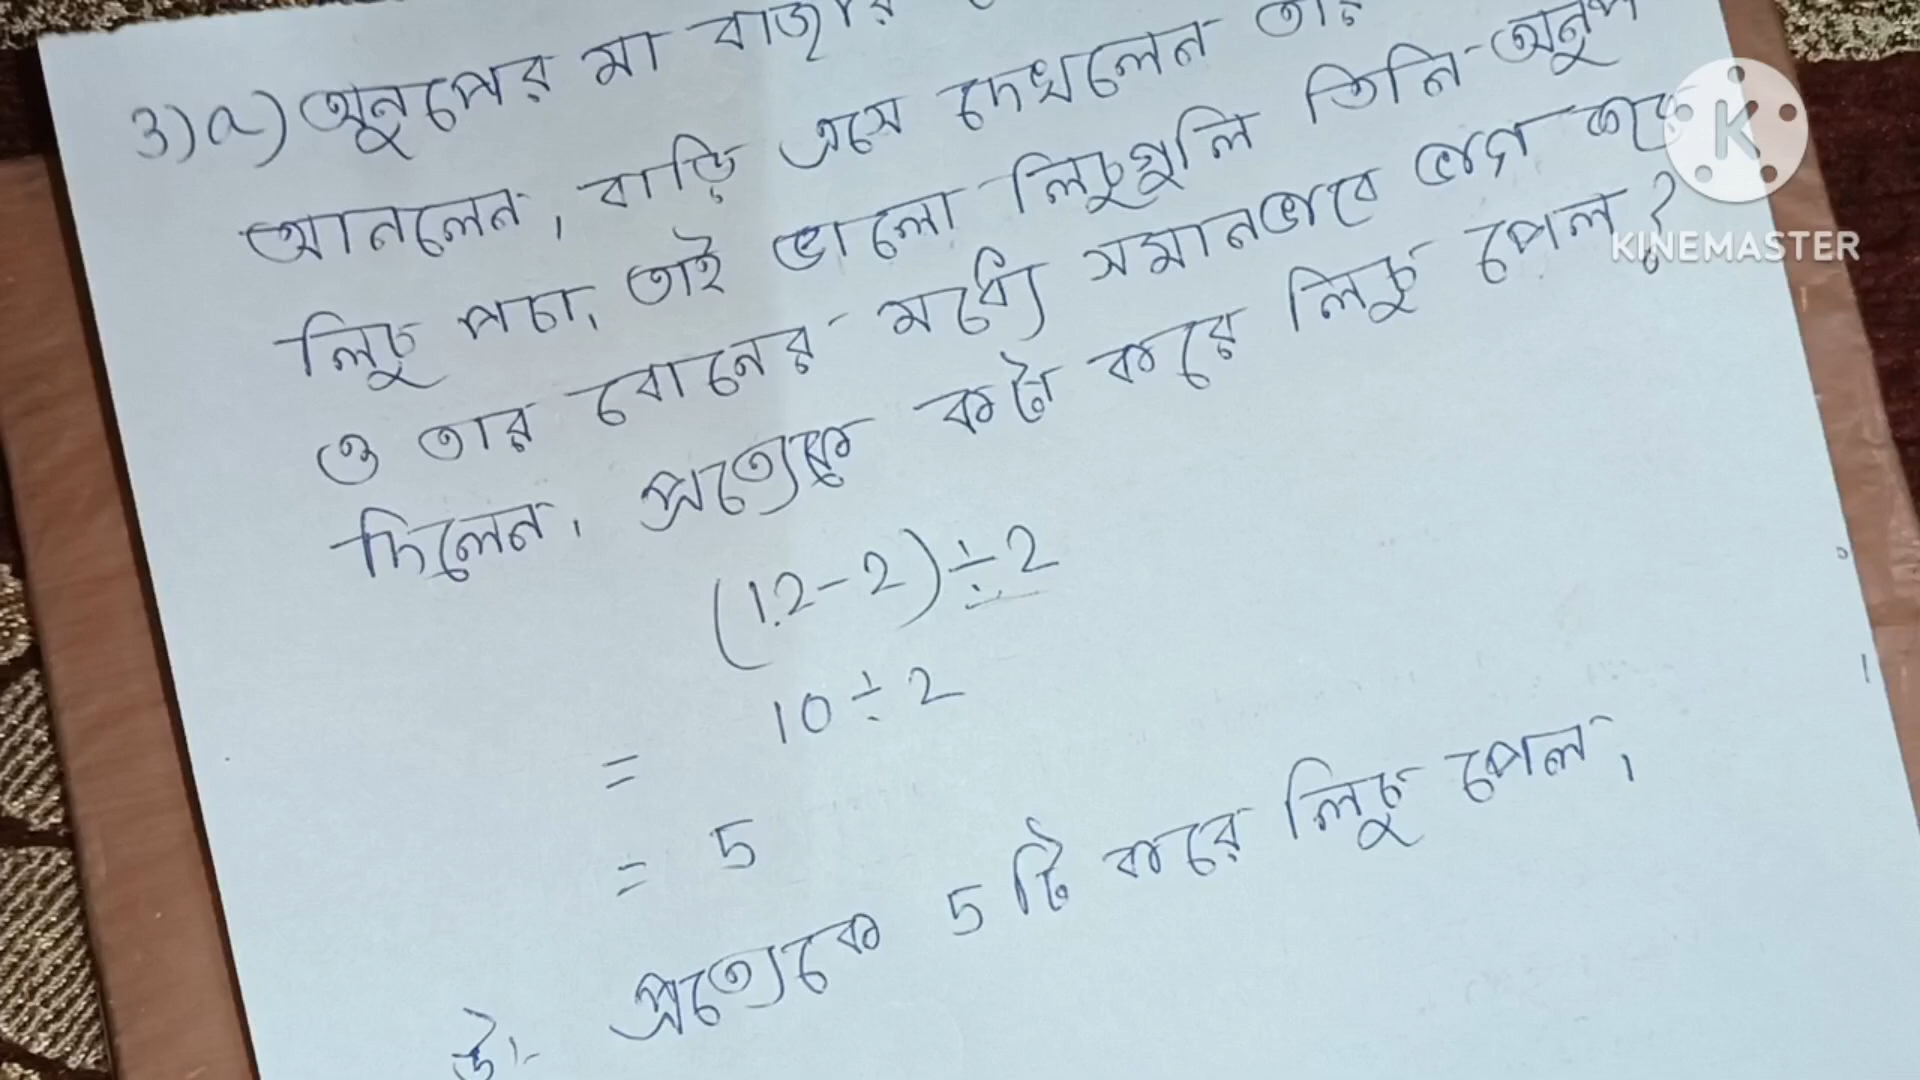 3) a) অনুপের মা বাজার
আনলেন, বাড়ি এসে দেখলেন তার
লিচু পচা, তাই ভালো লিচুগুলি তিনি অনুপ
ও তার বোনের মধ্যে সমানভাবে ভাগ করে
দিলেন, প্রত্যেকে কটা করে লিচু পেল?
(12-2)÷2
= 10÷2
= 5
উঃ- প্রত্যেকে 5 টি করে লিচু পেল,
K
KINEMASTER